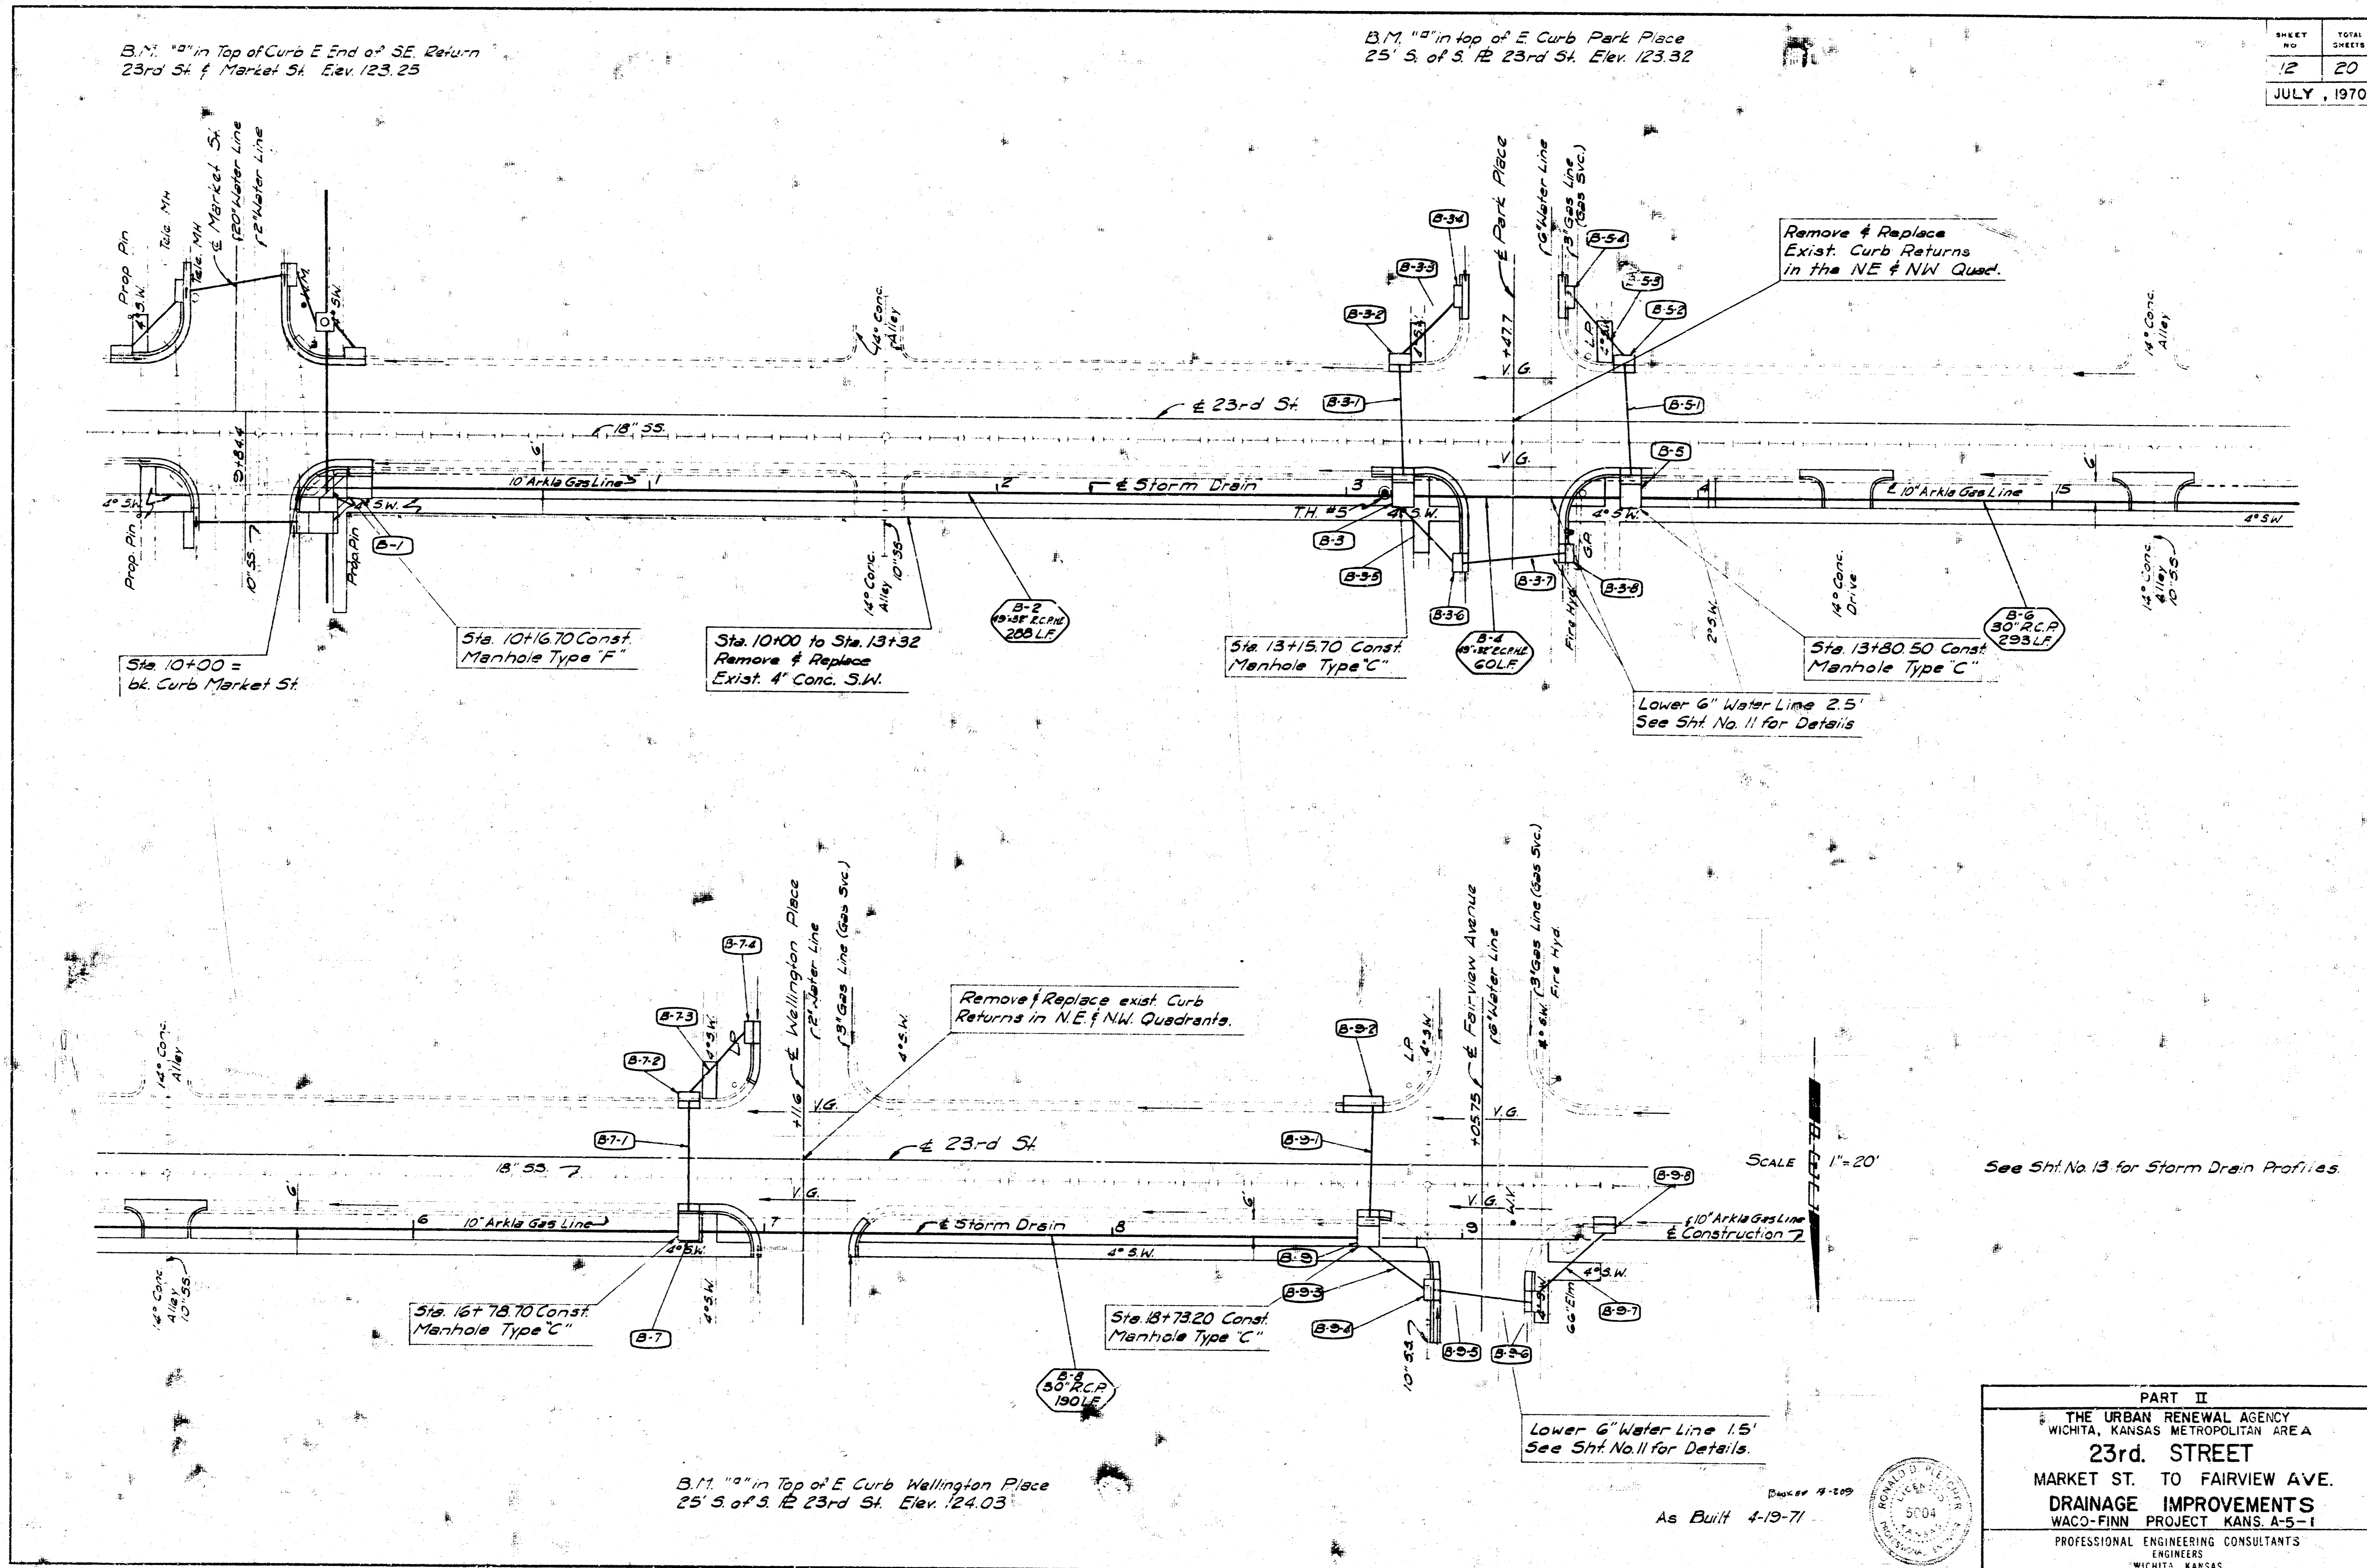 B.M. "□" in Top of Curb E End of S.E. Return
23rd St. & Market St. Elev. 123.25
B.M. "□" in top of E. Curb Park Place
25' S. of S. PL 23rd St. Elev. 123.32
SHEET NO
TOTAL SHEETS
12
20
JULY, 1970
Prop Pin
4° S.W.
Tele. MH
Tele. MH
℄ Market St.
20" Water Line
2" Water Line
W.M.
4° S.W.
14° Conc.
Alley
B-3-4
B-3-3
B-3-2
4° S.W.
℄ Park Place
6" Water Line
3" Gas Line
(Gas Svc.)
B-5-4
B-5-3
B-5-2
L.P.
4° S.W.
+47.7
V.G.
Remove & Replace
Exist. Curb Returns
in the NE & NW Quad.
14° Conc.
Alley
℄ 23rd St.
B-3-1
B-5-1
18" SS.
9+84.4
6'
V.G.
B-5
6'
10" Arkla Gas Line
1
2
℄ Storm Drain
3
4
℄ 10" Arkla Gas Line
15
4° S.W.
4° S.W.
T.H. #5
4° S.W.
4° S.W.
4° S.W
Prop. Pin
10" SS.
Prop. Pin
B-1
14° Conc.
Alley
10" SS
B-3
B-3-5
B-3-6
B-3-7
B-3-8
G.P.
Fire Hyd.
2° S.W.
14° Conc.
Drive
14° Conc.
Alley
10" SS
B-2
288 L.F.
B-4
60 L.F.
B-6
30" R.C.P.
293 L.F.
Sta. 10+00 =
bk. Curb Market St.
Sta. 10+16.70 Const.
Manhole Type "F"
Sta. 10+00 to Sta. 13+32
Remove & Replace
Exist. 4" Conc. S.W.
Sta. 13+15.70 Const.
Manhole Type "C"
Sta. 13+80.50 Const.
Manhole Type "C"
Lower 6" Water Line 2.5'
See Sht. No. 11 for Details
14° Conc.
Alley
B-7-4
B-7-3
B-7-2
4° S.W.
℄ Wellington Place
2" Water Line
3" Gas Line (Gas Svc.)
4° S.W.
+11.6
V.G.
Remove & Replace exist. Curb
Returns in N.E. & N.W. Quadrants.
B-9-2
L.P.
4° S.W
℄ Fairview Avenue
6" Water Line
4° S.W.
3" Gas Line (Gas Svc.)
Fire Hyd.
+05.75
V.G.
B-7-1
℄ 23rd St.
B-9-1
18" S.S.
SCALE 1"=20'
See Sht. No. 13 for Storm Drain Profiles.
B-9-8
6'
V.G.
6'
V.G.
W.V.
6
10" Arkla Gas Line
7
℄ Storm Drain
8
9
10" Arkla Gas Line
℄ Construction
4° S.W.
4° S.W.
4° S.W.
14° Conc.
Alley
10" SS.
4° S.W.
B-9
B-9-3
B-9-4
B-9-5
B-9-6
B-9-7
4° S.W.
66" Elm
10" S.S.
Sta. 16+78.70 Const.
Manhole Type "C"
B-7
Sta. 18+73.20 Const.
Manhole Type "C"
B-8
30" R.C.P.
190 L.F.
Lower 6" Water Line 1.5'
See Sht. No. 11 for Details.
B.M. "□" in Top of E. Curb Wellington Place
25' S. of S. PL 23rd St. Elev. 124.03
As Built 4-19-71
RONALD D. PLETCHER
LICENSED
5004
KANSAS
PROFESSIONAL ENGINEER
PART II
THE URBAN RENEWAL AGENCY
WICHITA, KANSAS METROPOLITAN AREA
23rd. STREET
MARKET ST. TO FAIRVIEW AVE.
DRAINAGE IMPROVEMENTS
WACO-FINN PROJECT KANS. A-5-1
PROFESSIONAL ENGINEERING CONSULTANTS
ENGINEERS
WICHITA, KANSAS